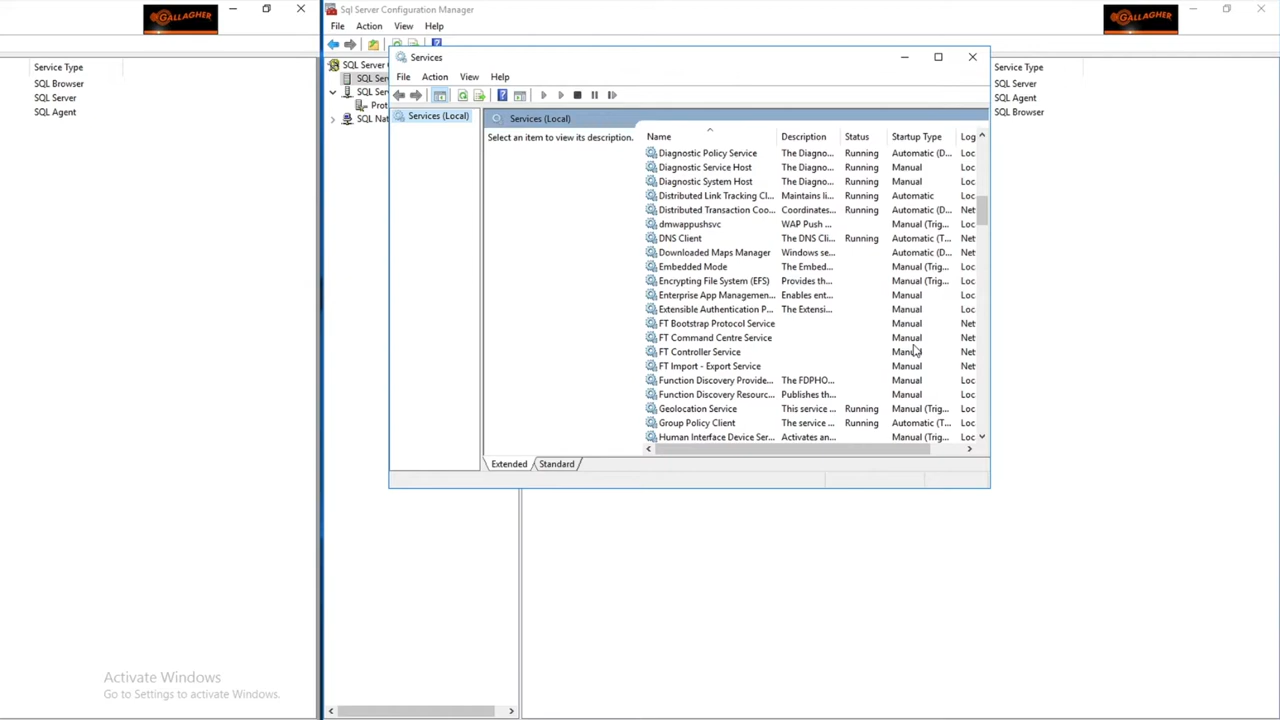 GALLAGHER
Service Type
SQL Browser
SQL Server
SQL Agent
Activate Windows
Go to Settings to activate Windows.
Sql Server Configuration Manager
GALLAGHER
File Action View Help
SQL Server
SQL Ser
SQL Ser
Prot
SQL Nat
Service Type
SQL Server
SQL Agent
SQL Browser
Services
File Action View Help
Services (Local)
Services (Local)
Select an item to view its description.
Name Description Status Startup Type Log
Diagnostic Policy Service The Diagno... Running Automatic (D... Loc
Diagnostic Service Host The Diagno... Running Manual Loc
Diagnostic System Host The Diagno... Running Manual Loc
Distributed Link Tracking Cl... Maintains li... Running Automatic Loc
Distributed Transaction Coo... Coordinates... Running Automatic (D... Net
dmwappushsvc WAP Push ... Manual (Trig... Loc
DNS Client The DNS Cli... Running Automatic (T... Net
Downloaded Maps Manager Windows se... Automatic (D... Net
Embedded Mode The Embed... Manual (Trig... Loc
Encrypting File System (EFS) Provides th... Manual (Trig... Loc
Enterprise App Managemen... Enables ent... Manual Loc
Extensible Authentication P... The Extensi... Manual Loc
FT Bootstrap Protocol Service Manual Net
FT Command Centre Service Manual Net
FT Controller Service Manual Net
FT Import - Export Service Manual Net
Function Discovery Provide... The FDPHO... Manual Loc
Function Discovery Resourc... Publishes th... Manual Loc
Geolocation Service This service ... Running Manual (Trig... Loc
Group Policy Client The service ... Running Automatic (T... Loc
Human Interface Device Ser... Activates an... Manual (Trig... Loc
Extended Standard